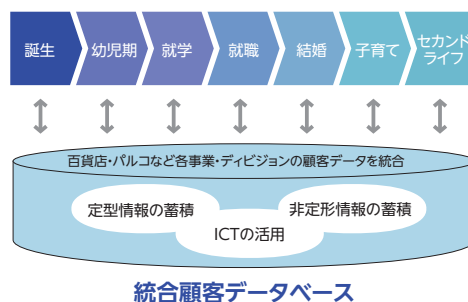 誕生
幼児期
就学
就職
結婚
子育て
セカンド
ライフ
百貨店・パルコなど各事業・ディビジョンの顧客データを統合
定型情報の蓄積
非定形情報の蓄積
ICTの活用
統合顧客データベース